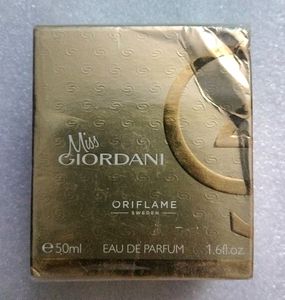 Miss
GIORDANI
ORIFLAME
SWEDEN
℮50ml EAU DE PARFUM 1.6fl.oz.